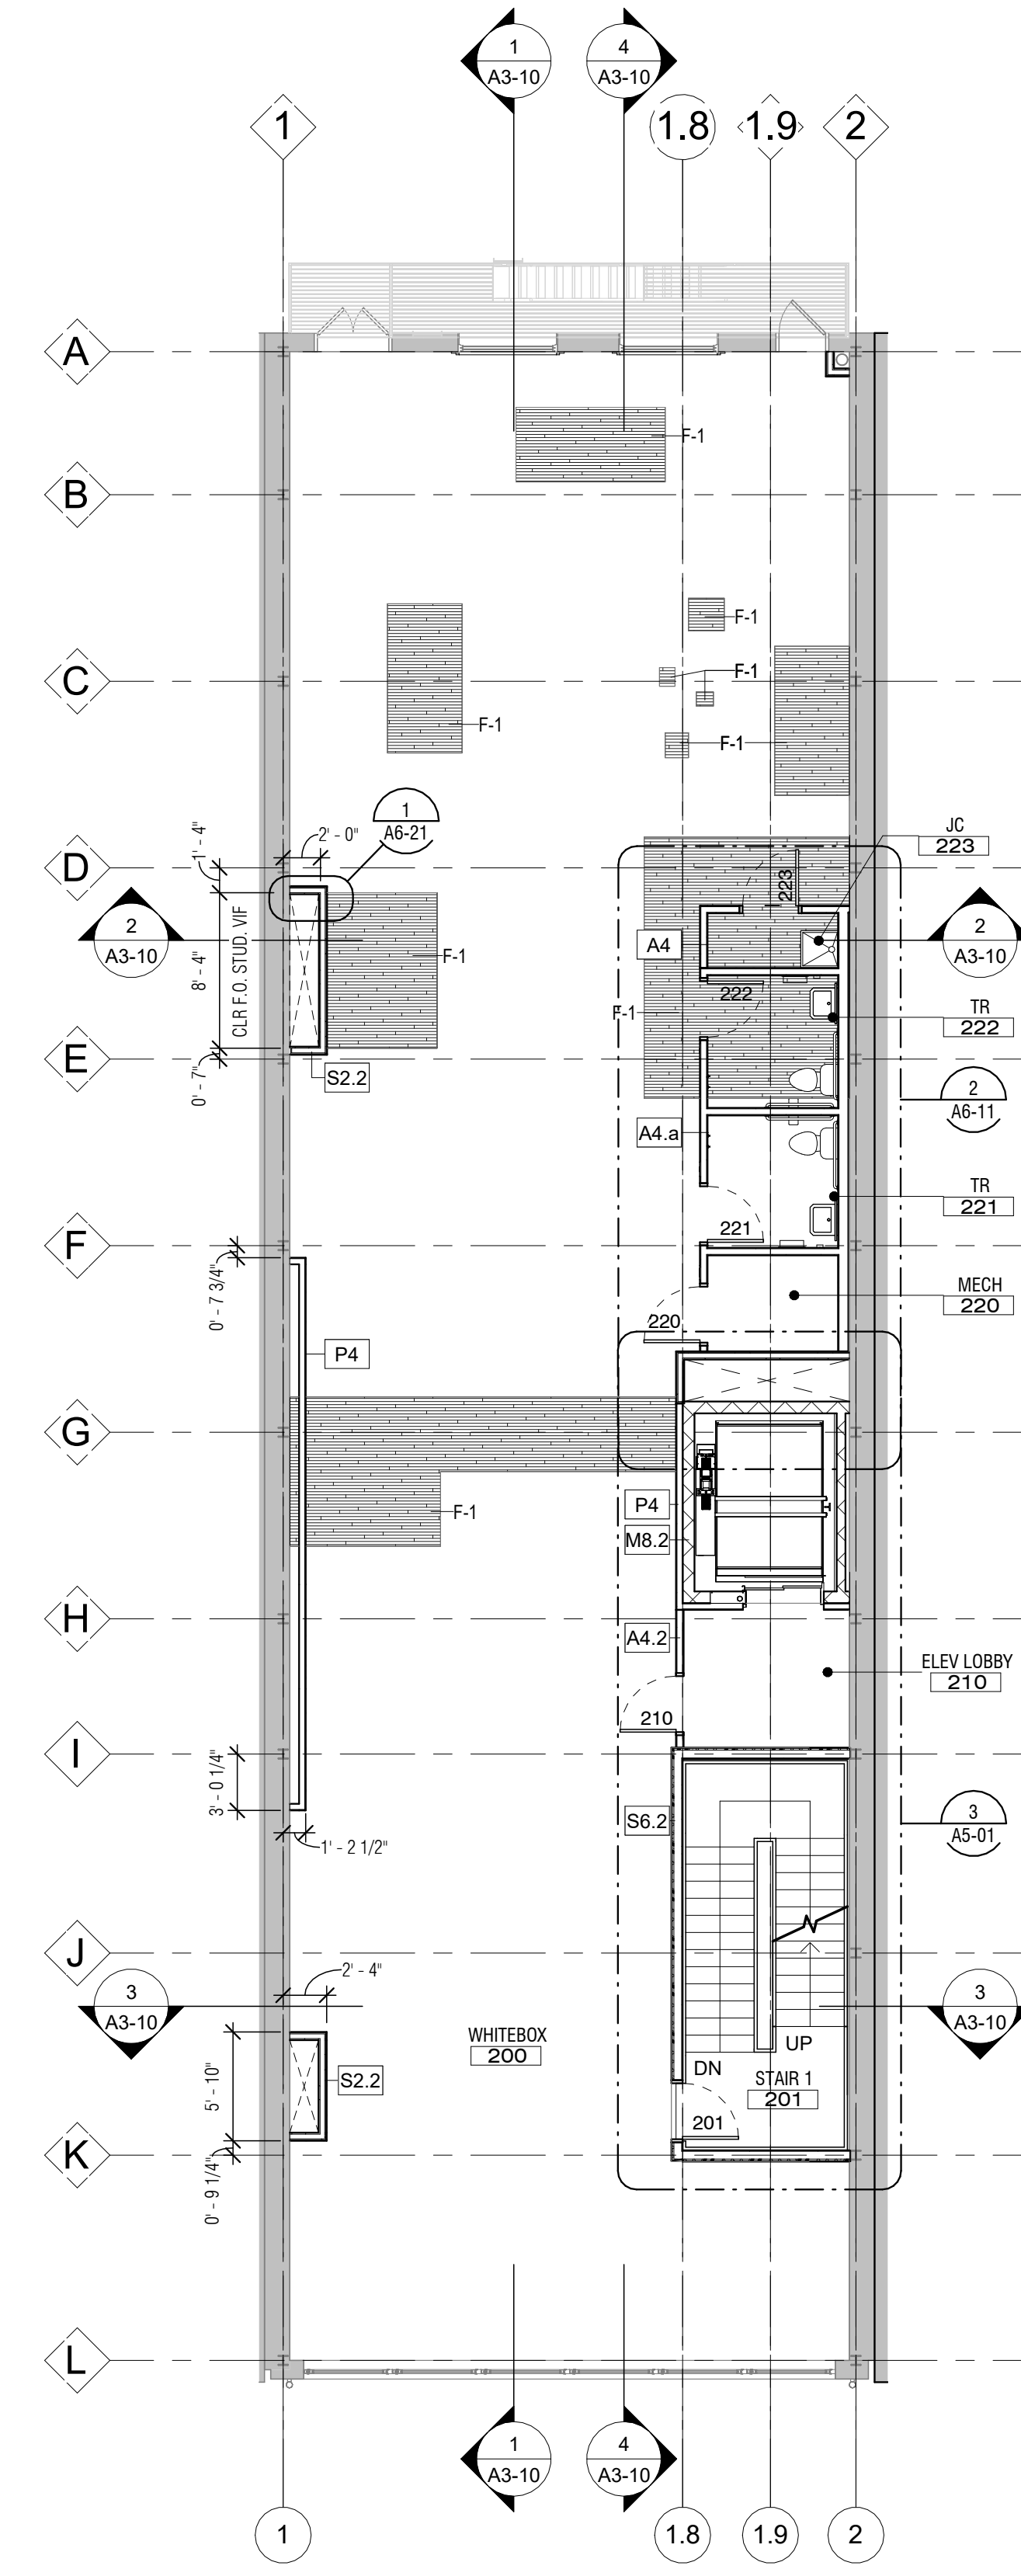 1
A3-10
4
A3-10
1
1.8
1.9
2
A
F-1
B
F-1
C
F-1
F-1
F-1
1
A6-21
2' - 0"
1' - 4"
JC
223
D
223
2
A3-10
8' - 4"
CLR F.O. STUD. VIF
F-1
A4
2
A3-10
222
TR
222
F-1
E
0' - 7"
S2.2
2
A6-11
A4.a
TR
221
221
F
0' - 7 3/4"
MECH
220
220
P4
G
F-1
P4
M8.2
H
A4.2
ELEV LOBBY
210
210
I
3' - 0 1/4"
S6.2
3
A5-01
1' - 2 1/2"
J
2' - 4"
3
A3-10
3
A3-10
WHITEBOX
200
UP
DN
5' - 10"
S2.2
STAIR 1
201
201
K
0' - 9 1/4"
L
1
A3-10
4
A3-10
1
1.8
1.9
2